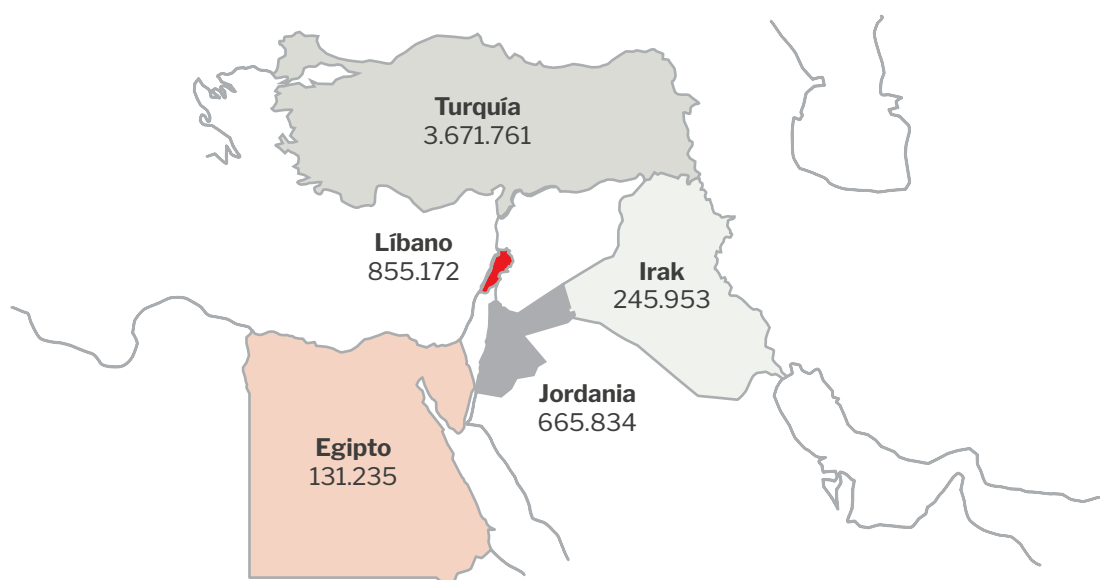 Turquía
3.671.761
Líbano
855.172
Irak
245.953
Jordania
665.834
Egipto
131.235